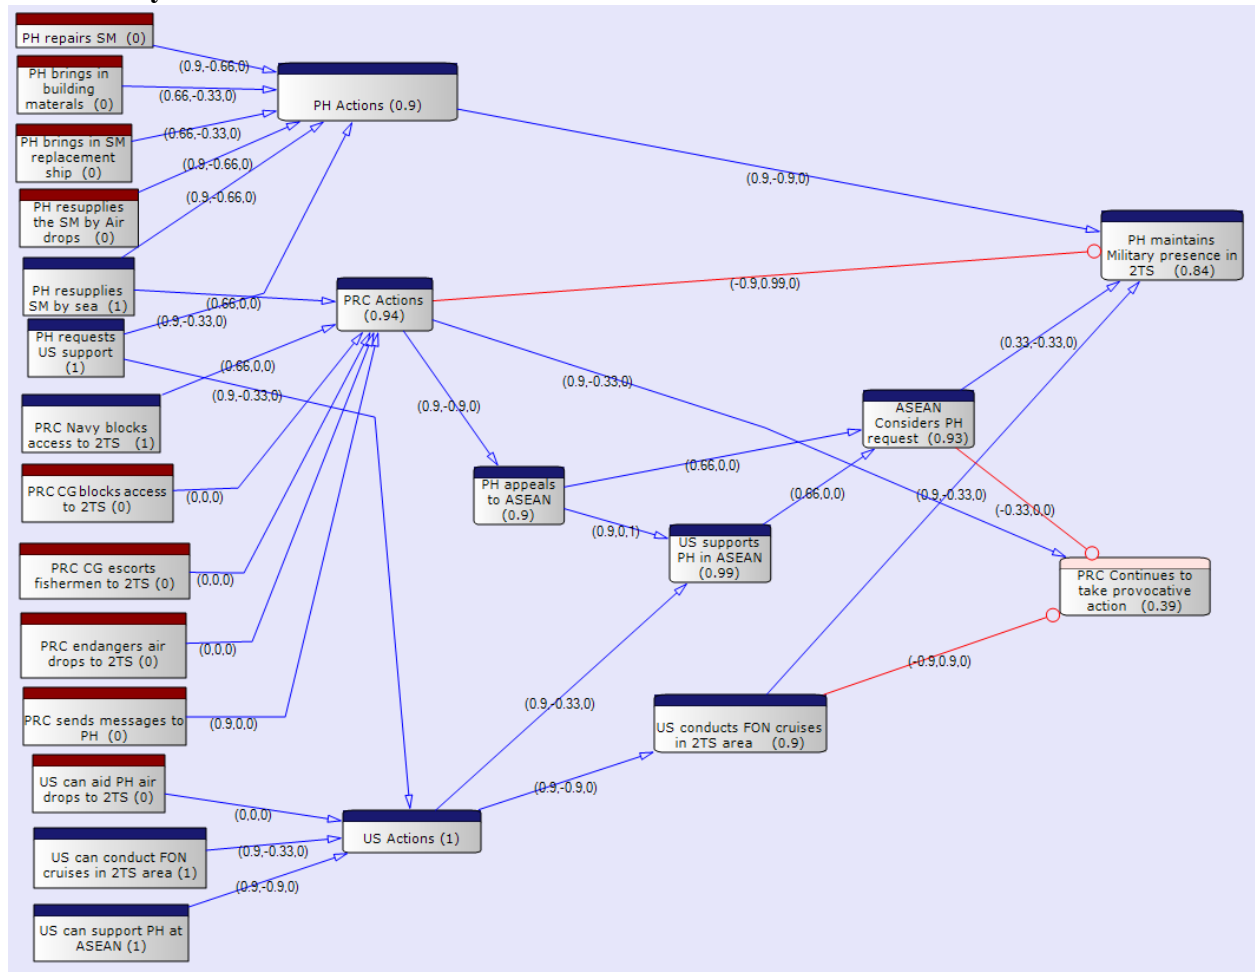 PH repairs SM (0)
(0.9,-0.66,0)
PH brings in
building
materals (0)
(0.66,-0.33,0)
PH Actions (0.9)
PH brings in SM
replacement
ship (0)
(0.66,-0.33,0)
(0.9,-0.66,0)
PH resupplies
the SM by Air
drops (0)
(0.9,-0.66,0)
(0.9,-0.9,0)
PH maintains
Military presence in
2TS (0.84)
PH resupplies
SM by sea (1)
(0.66,0,0)
(0.9,-0.33,0)
PRC Actions
(0.94)
(-0.9,0.99,0)
PH requests
US support
(1)
(0.66,0,0)
(0.9,-0.33,0)
(0.9,-0.33,0)
(0.33,-0.33,0)
PRC Navy blocks
access to 2TS (1)
(0.9,-0.9,0)
ASEAN
Considers PH
request (0.93)
PRC CG blocks access
to 2TS (0)
(0,0,0)
PH appeals
to ASEAN
(0.9)
(0.66,0,0)
(0.66,0,0)
(0.9,-0.33,0)
(-0.33,0,0)
(0.9,0,1)
US supports
PH in ASEAN
(0.99)
PRC CG escorts
fishermen to 2TS (0)
(0,0,0)
PRC Continues to
take provocative
action (0.39)
PRC endangers air
drops to 2TS (0)
(0,0,0)
(-0.9,0.9,0)
PRC sends messages to
PH (0)
(0.9,0,0)
(0.9,-0.33,0)
US conducts FON cruises
in 2TS area (0.9)
US can aid PH air
drops to 2TS (0)
(0,0,0)
(0.9,-0.9,0)
US Actions (1)
US can conduct FON
cruises in 2TS area (1)
(0.9,-0.33,0)
(0.9,-0.9,0)
US can support PH at
ASEAN (1)